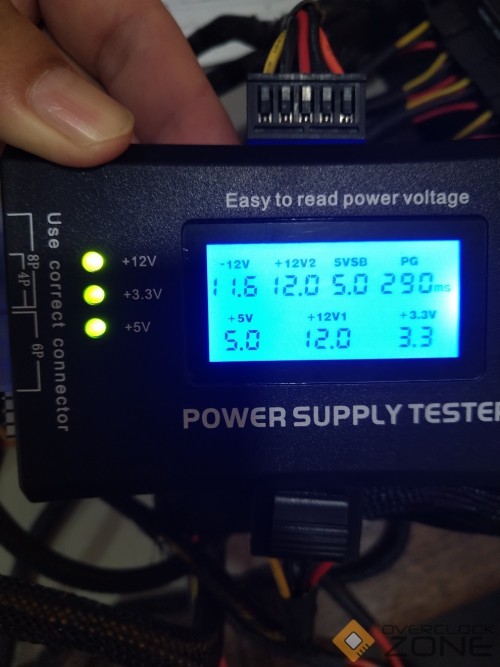 Easy to read power voltage
Use correct connector
8P
4P
6P
+12V
+3.3V
+5V
-12V +12V2 5VSB PG
11.6 12.0 5.0 290ms
+5V +12V1 +3.3V
5.0 12.0 3.3
POWER SUPPLY TESTER
OVERCLOCK
ZONE